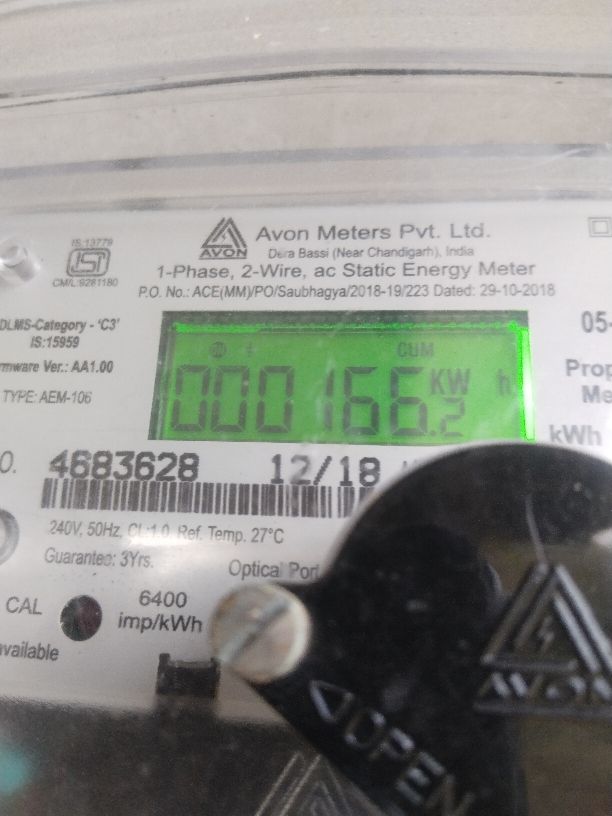 Avon Meters Pvt. Ltd.
AVON
Dera Bassi (Near Chandigarh), India
IS:13779
ISI
CM/L:9281180
1-Phase, 2-Wire, ac Static Energy Meter
P.O. No.: ACE(MM)/PO/Saubhagya/2018-19/223 Dated: 29-10-2018
DLMS-Category - 'C3'
IS:15959
rmware Ver.: AA1.00
TYPE: AEM-106
CUM
000166.2 KW h
05-
Prop
Me
kWh
O. 4683628 12/18
240V, 50Hz, CL:1.0, Ref. Temp. 27°C
Guarantee: 3Yrs.
Optical Port
CAL
6400
imp/kWh
available
AVON
OPEN